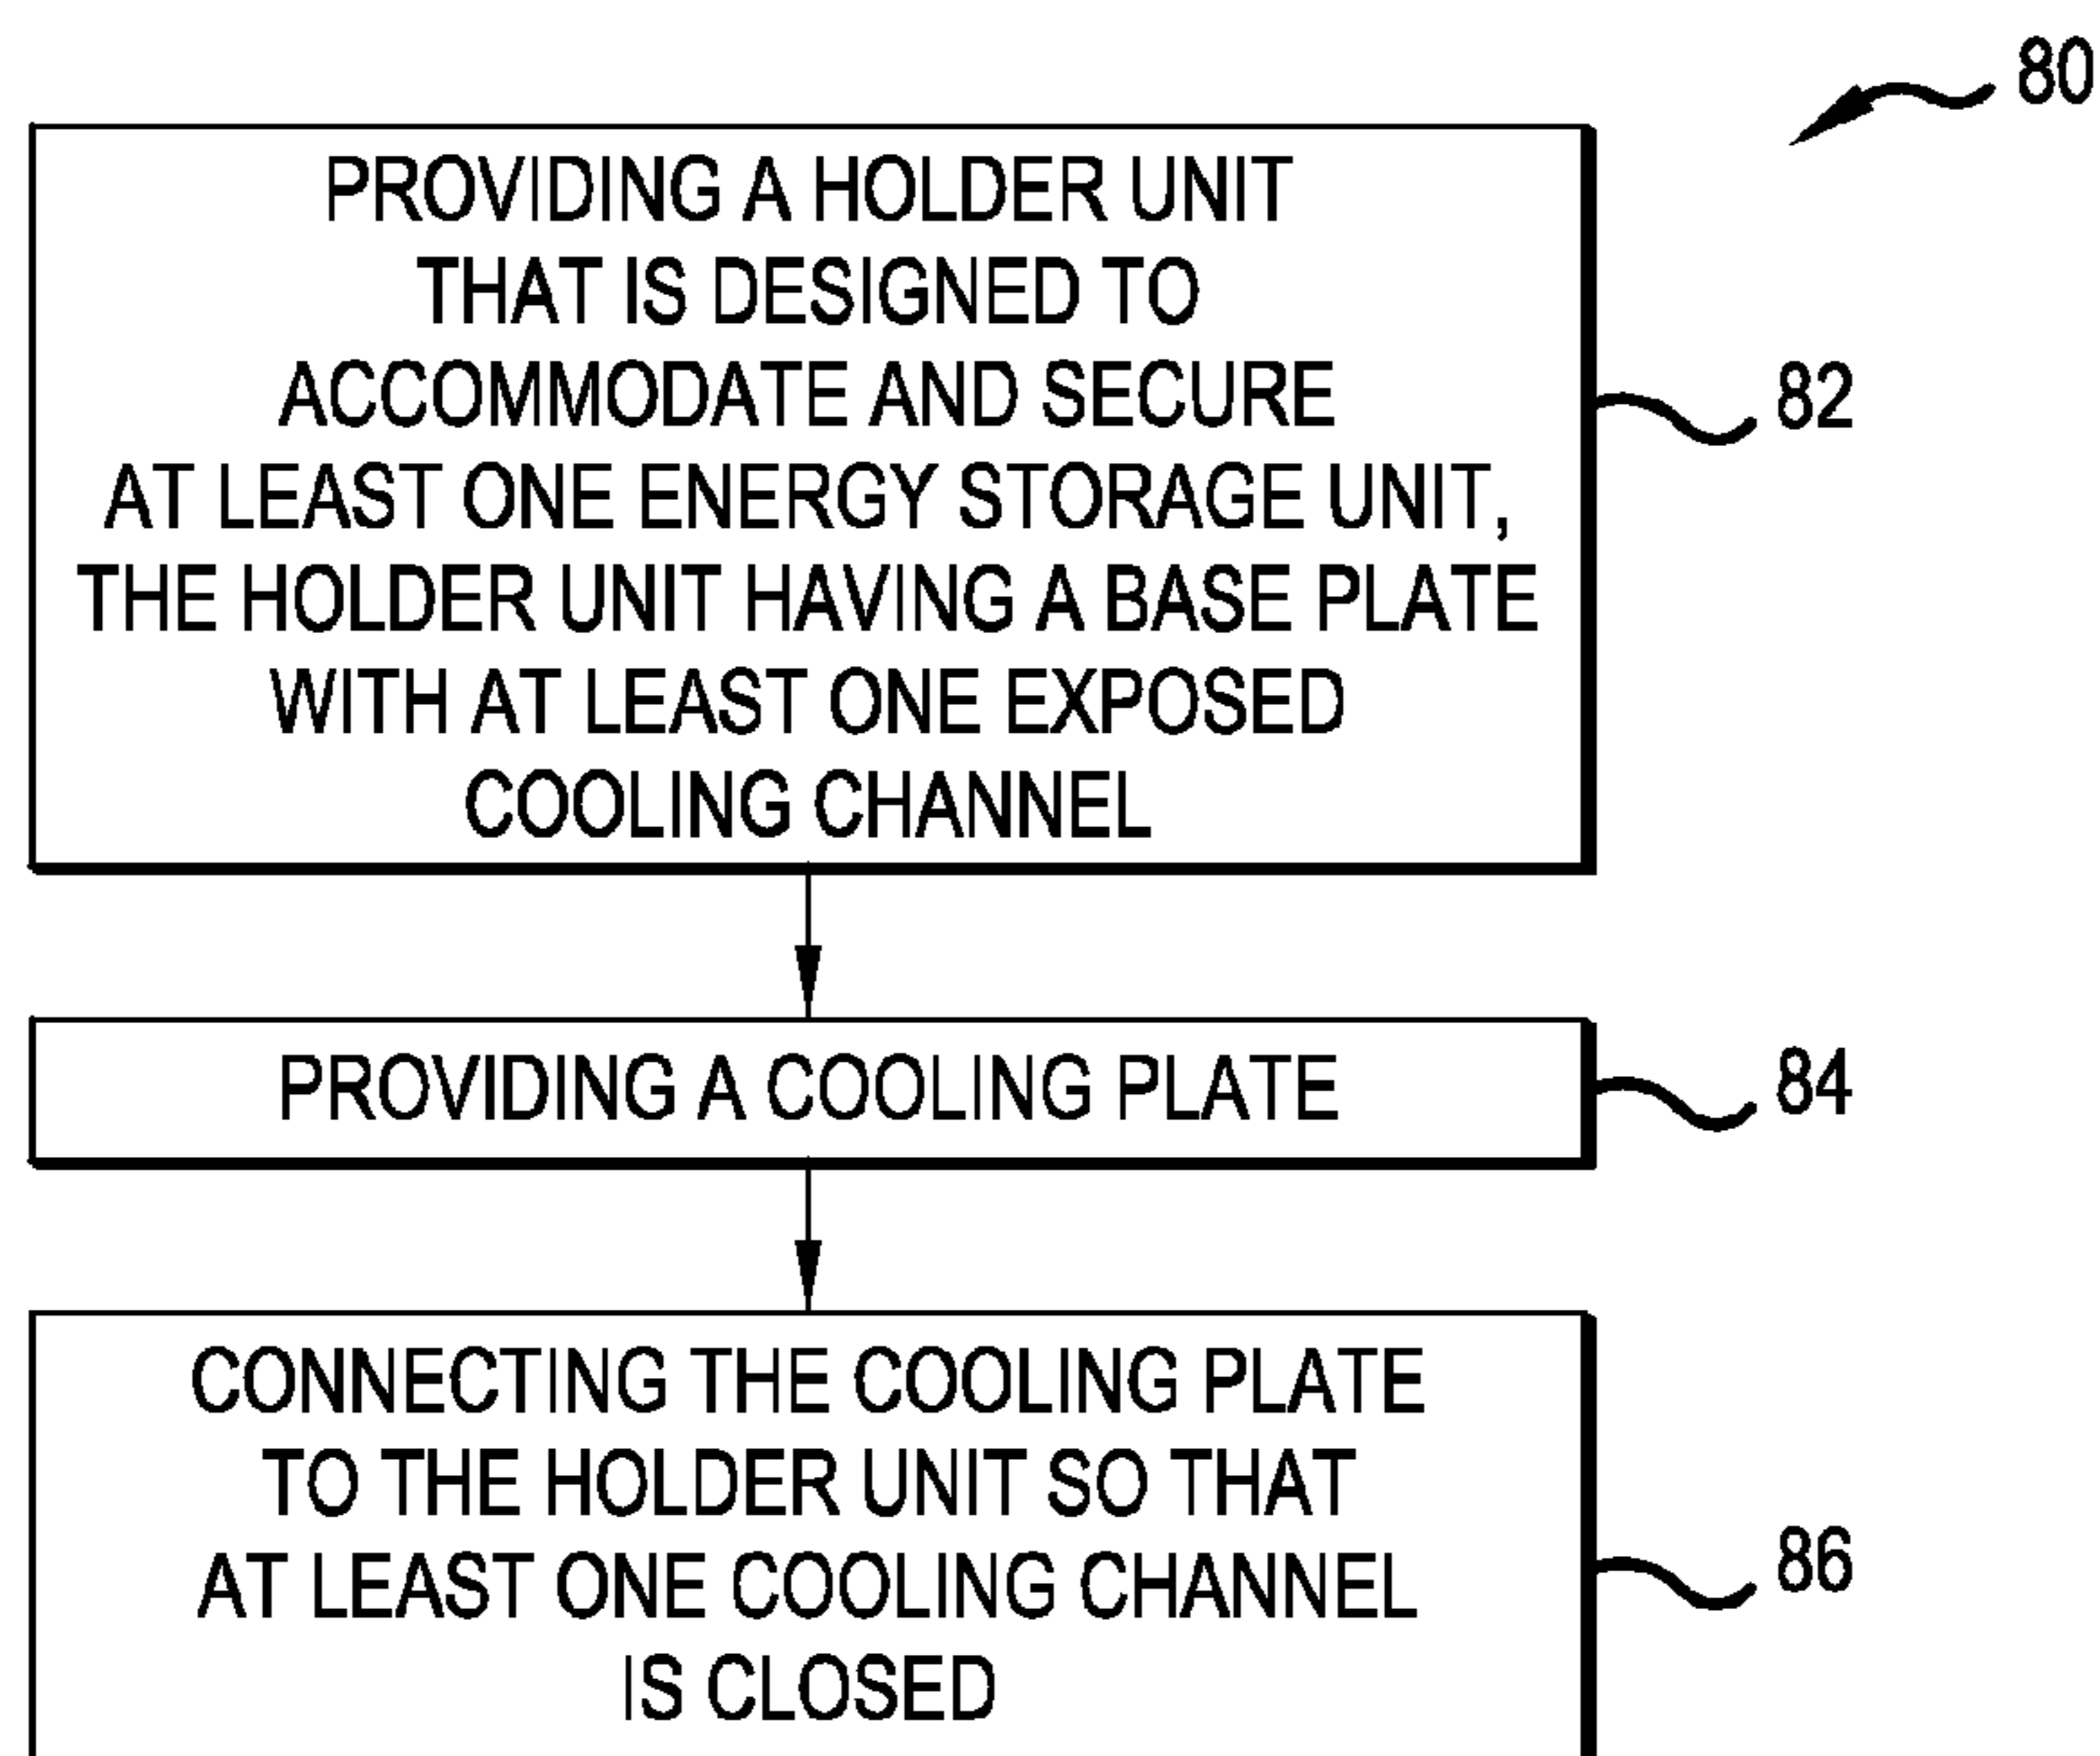 80
PROVIDING A HOLDER UNIT
THAT IS DESIGNED TO
ACCOMMODATE AND SECURE
AT LEAST ONE ENERGY STORAGE UNIT,
THE HOLDER UNIT HAVING A BASE PLATE
WITH AT LEAST ONE EXPOSED
COOLING CHANNEL
82
PROVIDING A COOLING PLATE
84
CONNECTING THE COOLING PLATE
TO THE HOLDER UNIT SO THAT
AT LEAST ONE COOLING CHANNEL
IS CLOSED
86